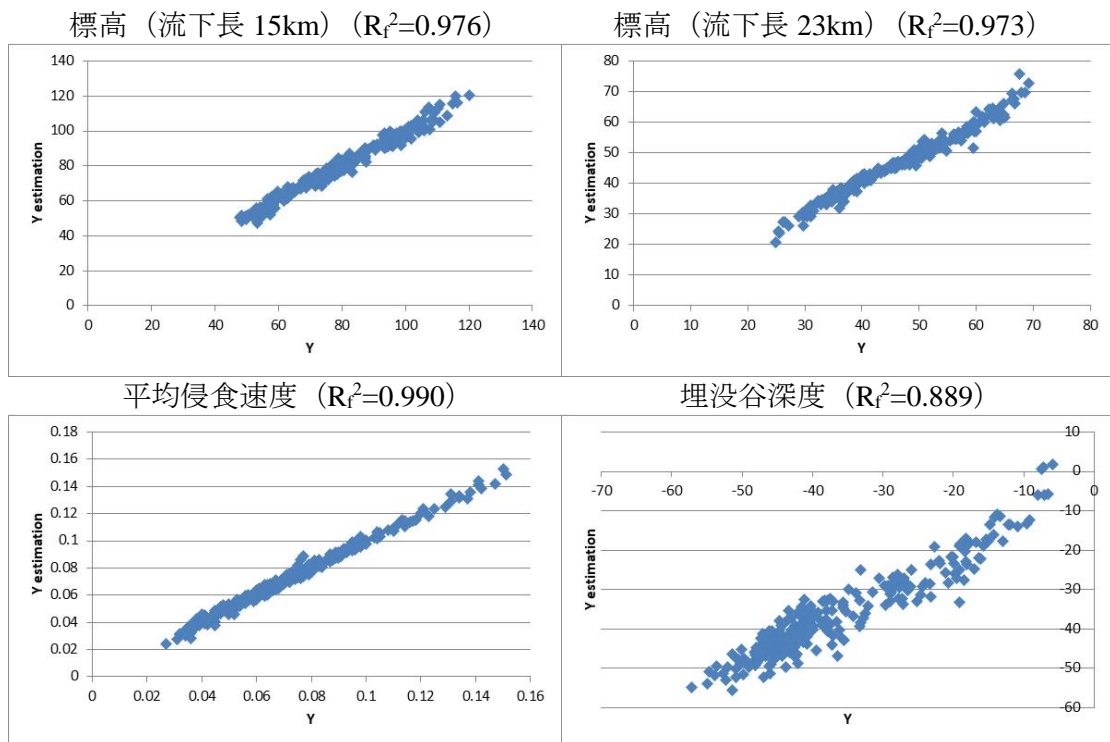 標高（流下長 15km）（Rf²=0.976）
140
120
100
80
60
40
20
0
Y estimation
0 20 40 60 80 100 120 140
Y
標高（流下長 23km）（Rf²=0.973）
80
70
60
50
40
30
20
10
0
Y estimation
0 10 20 30 40 50 60 70 80
Y
平均侵食速度（Rf²=0.990）
0.18
0.16
0.14
0.12
0.1
0.08
0.06
0.04
0.02
0
Y estimation
0 0.02 0.04 0.06 0.08 0.1 0.12 0.14 0.16
Y
埋没谷深度（Rf²=0.889）
10
0
-70 -60 -50 -40 -30 -20 -10 0
-10
-20
-30
-40
-50
-60
Y estimation
Y